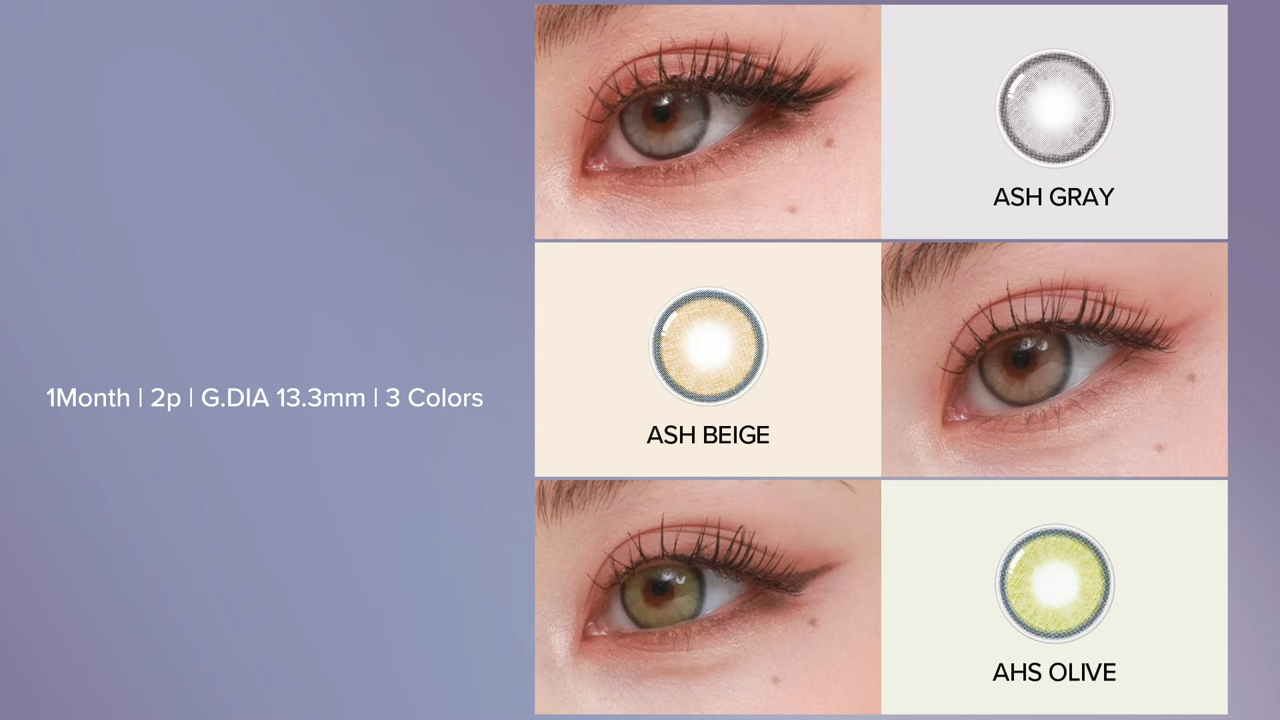 1Month | 2p | G.DIA 13.3mm | 3 Colors
ASH GRAY
ASH BEIGE
AHS OLIVE